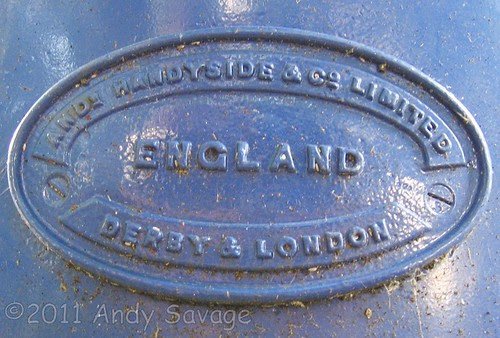 ANDW HANDYSIDE & CO. LIMITED
ENGLAND
DERBY & LONDON
©2011 Andy Savage